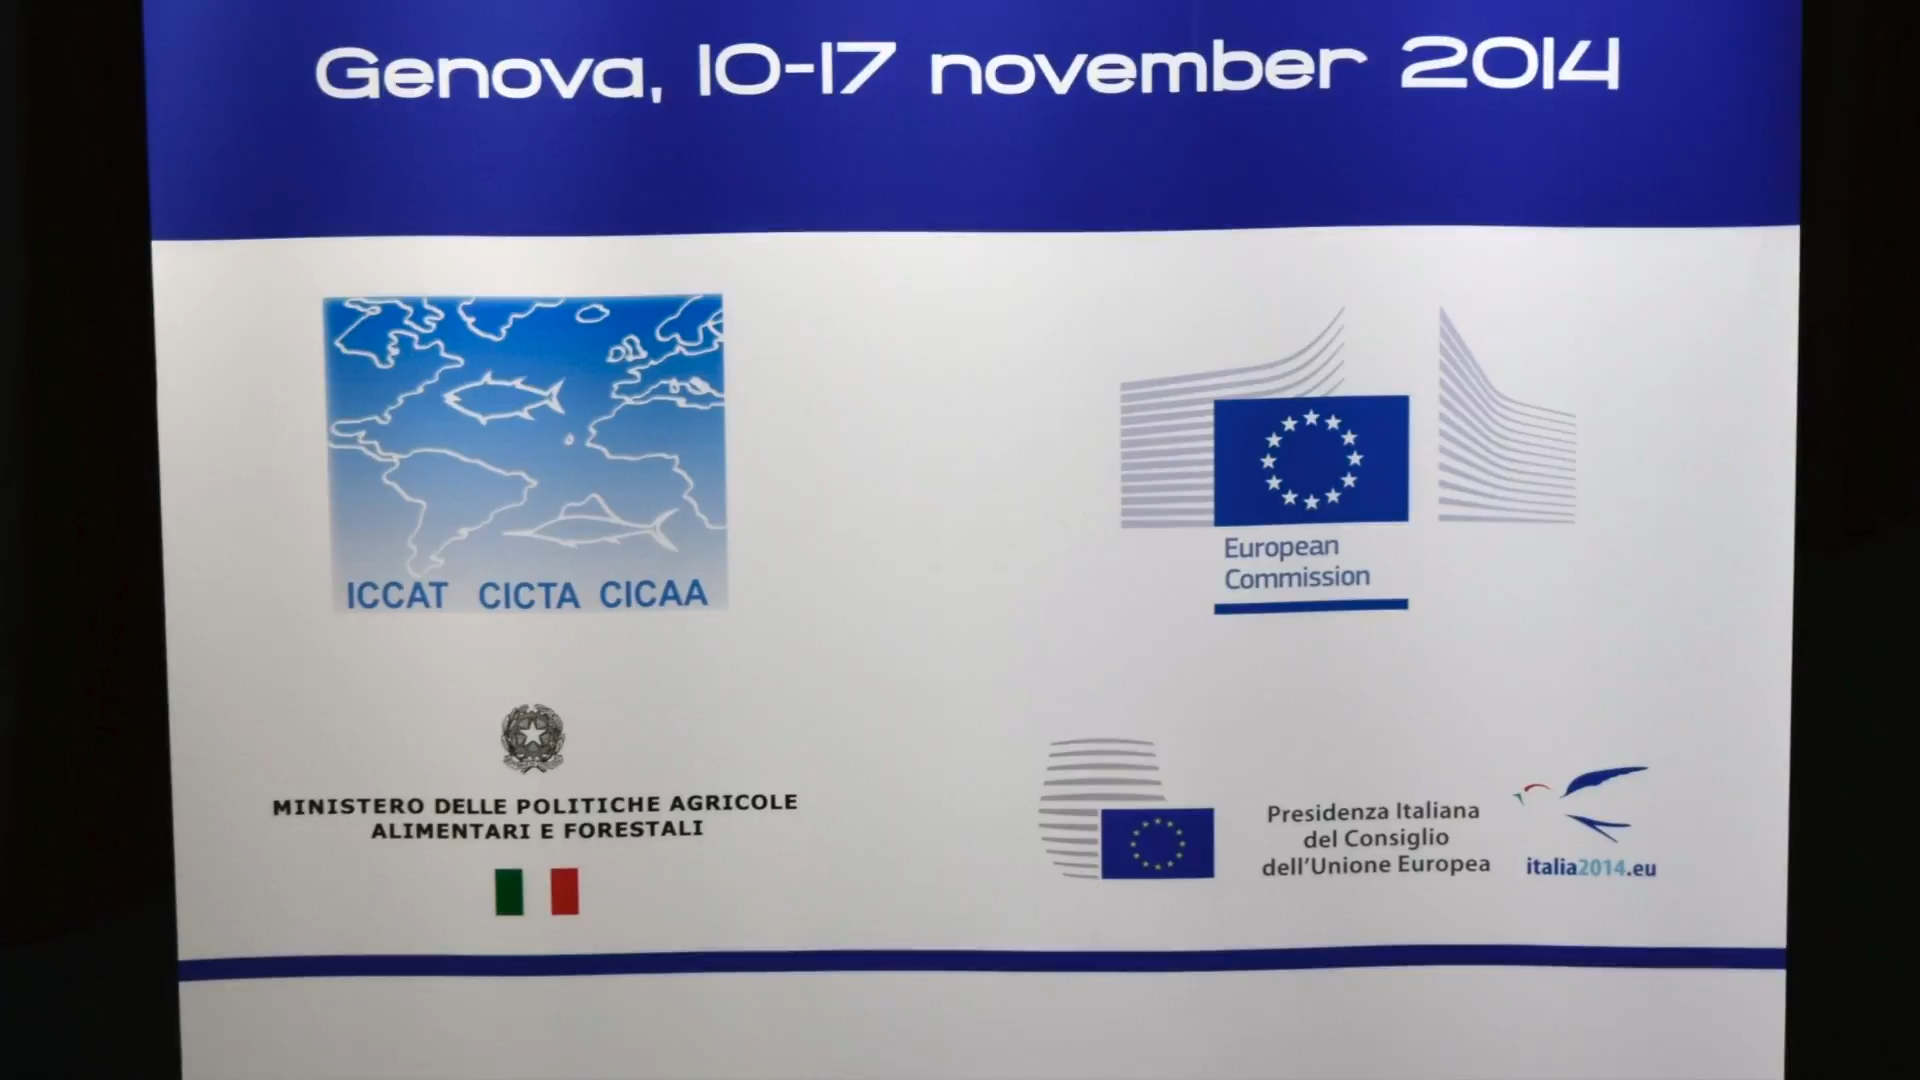 Genova, 10-17 november 2014
ICCAT CICTA CICAA
European
Commission
MINISTERO DELLE POLITICHE AGRICOLE
ALIMENTARI E FORESTALI
Presidenza Italiana
del Consiglio
dell'Unione Europea
italia2014.eu